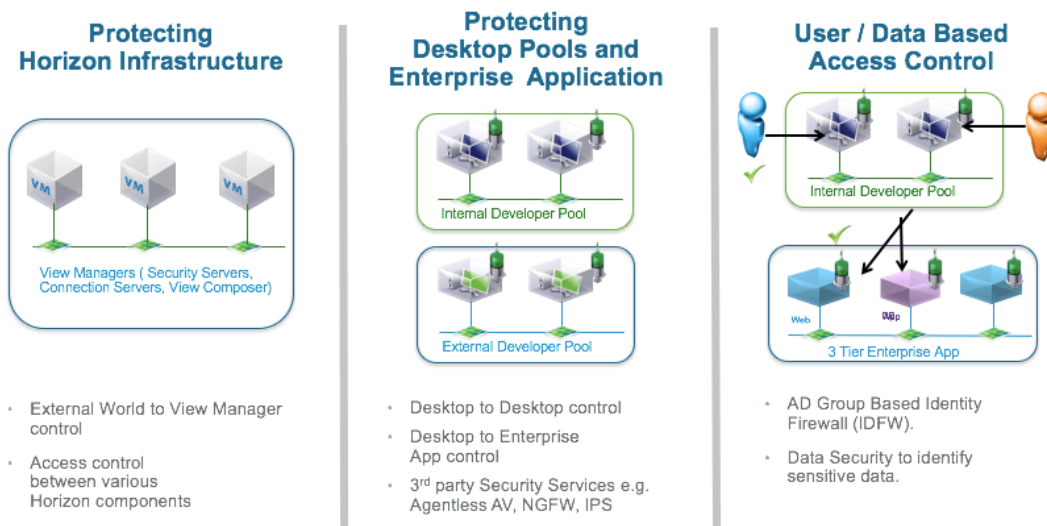 Protecting
Horizon Infrastructure
VM
VM
VM
View Managers ( Security Servers,
Connection Servers, View Composer)
· External World to View Manager
control
· Access control
between various
Horizon components
Protecting
Desktop Pools and
Enterprise Application
Internal Developer Pool
External Developer Pool
· Desktop to Desktop control
· Desktop to Enterprise
App control
· 3rd party Security Services e.g.
Agentless AV, NGFW, IPS
User / Data Based
Access Control
Internal Developer Pool
Web
3 Tier Enterprise App
· AD Group Based Identity
Firewall (IDFW).
· Data Security to identify
sensitive data.